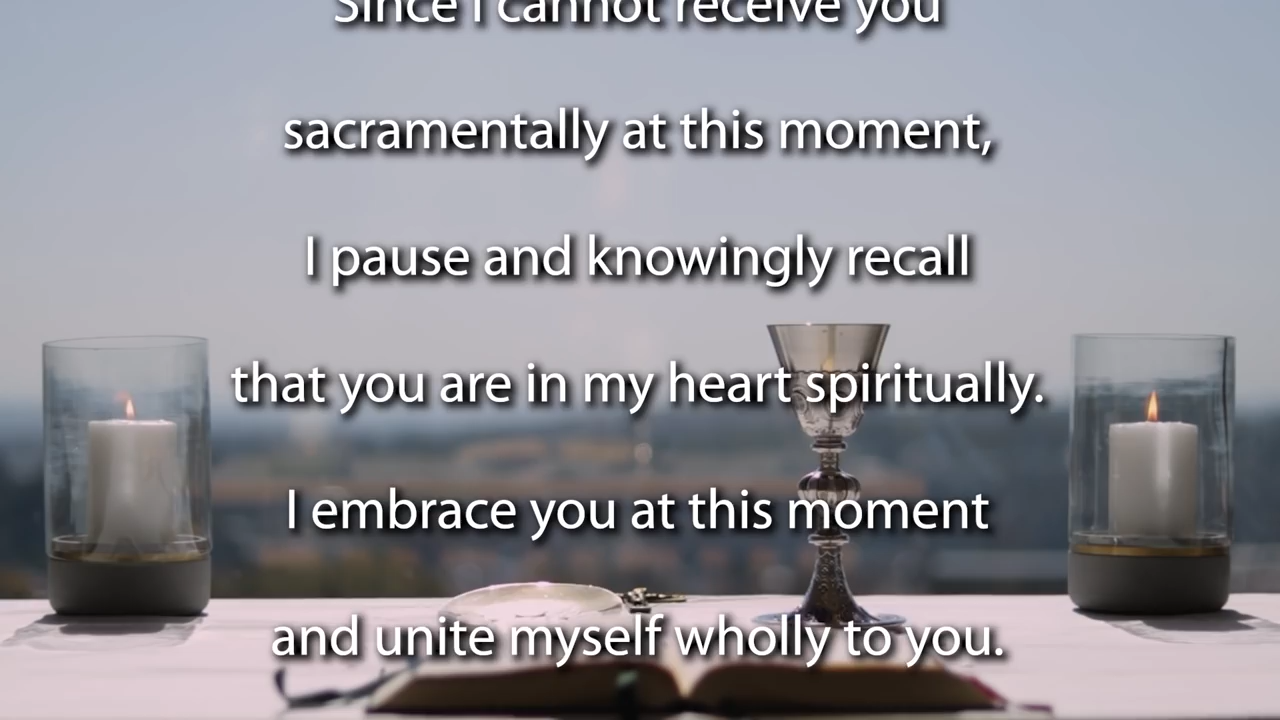 Since I cannot receive you
sacramentally at this moment,
I pause and knowingly recall
that you are in my heart spiritually.
I embrace you at this moment
and unite myself wholly to you.